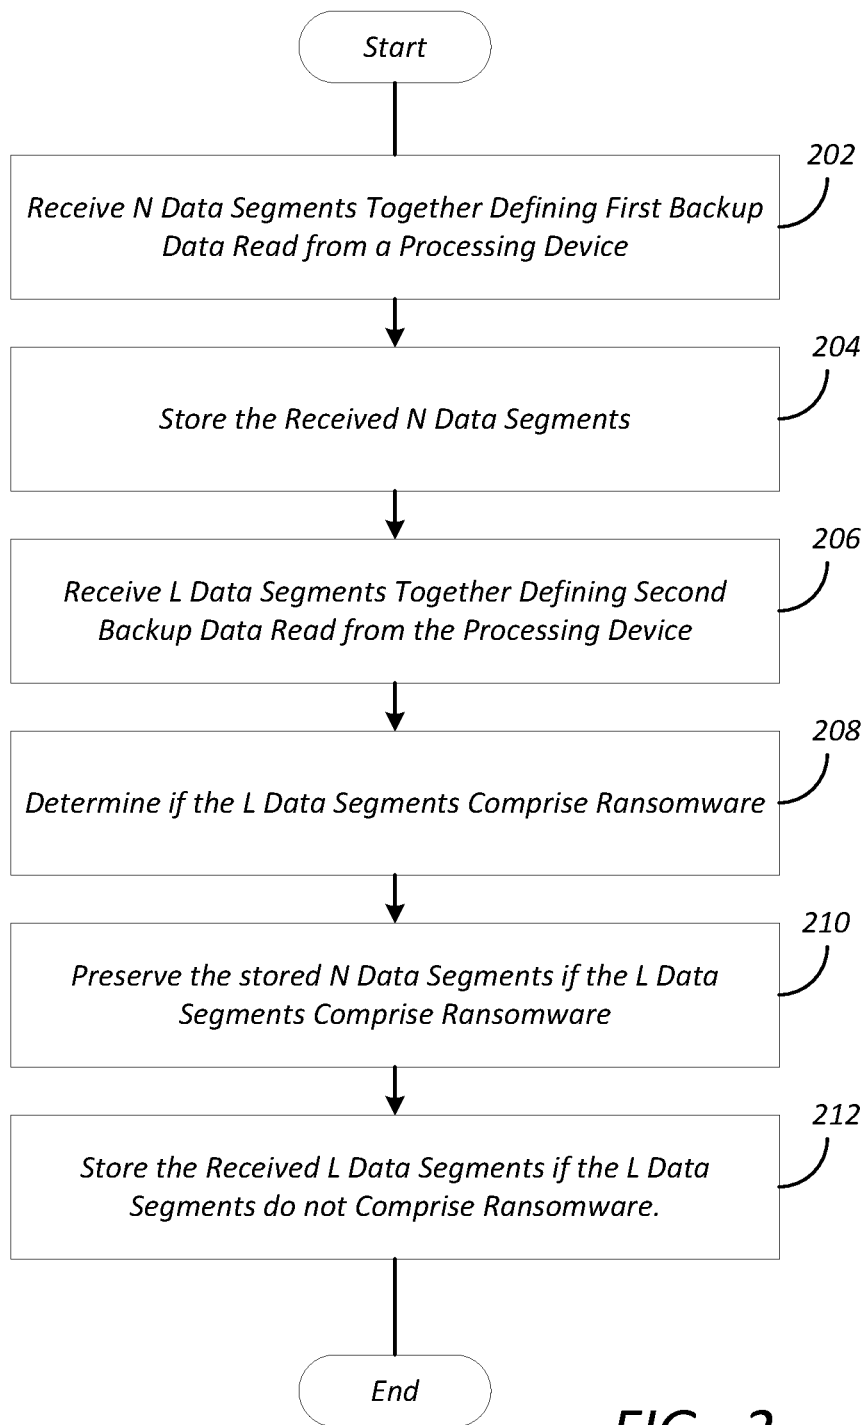 Start
202
Receive N Data Segments Together Defining First Backup
Data Read from a Processing Device
204
Store the Received N Data Segments
206
Receive L Data Segments Together Defining Second
Backup Data Read from the Processing Device
208
Determine if the L Data Segments Comprise Ransomware
210
Preserve the stored N Data Segments if the L Data
Segments Comprise Ransomware
212
Store the Received L Data Segments if the L Data
Segments do not Comprise Ransomware.
End
FIG. 2